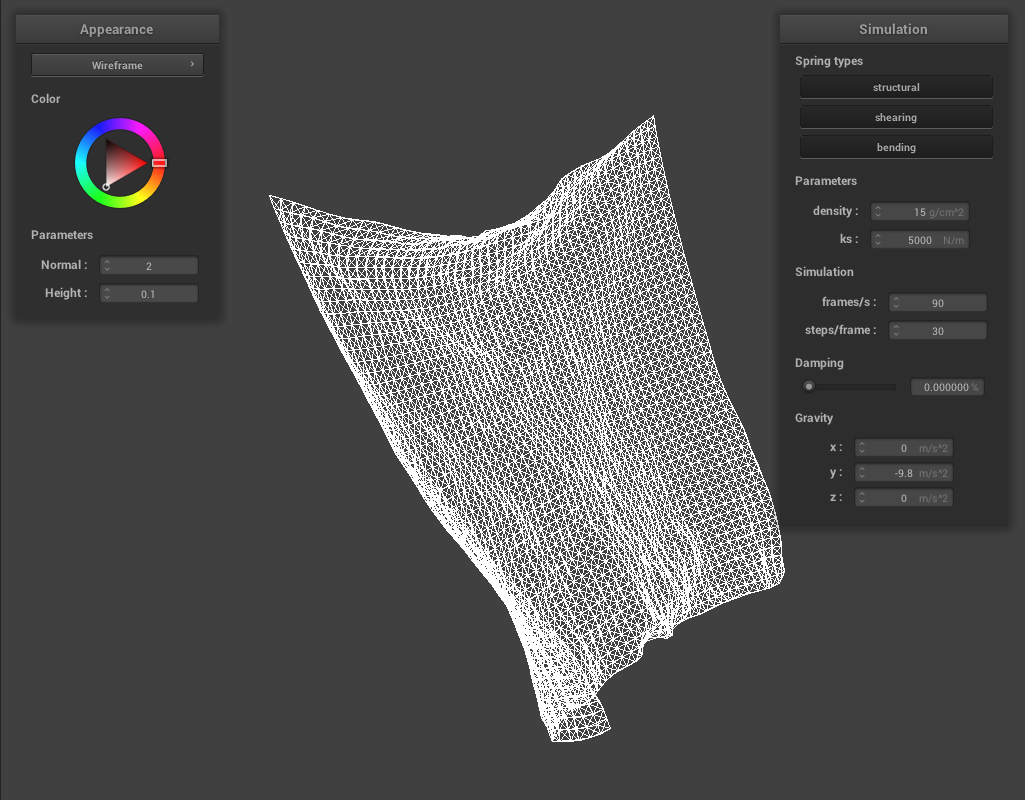 Appearance
Wireframe ›
Color
Parameters
Normal : 2
Height : 0.1
Simulation
Spring types
structural
shearing
bending
Parameters
density : 15 g/cm^2
ks : 5000 N/m
Simulation
frames/s : 90
steps/frame : 30
Damping
0.000000 %
Gravity
x : 0 m/s^2
y : -9.8 m/s^2
z : 0 m/s^2